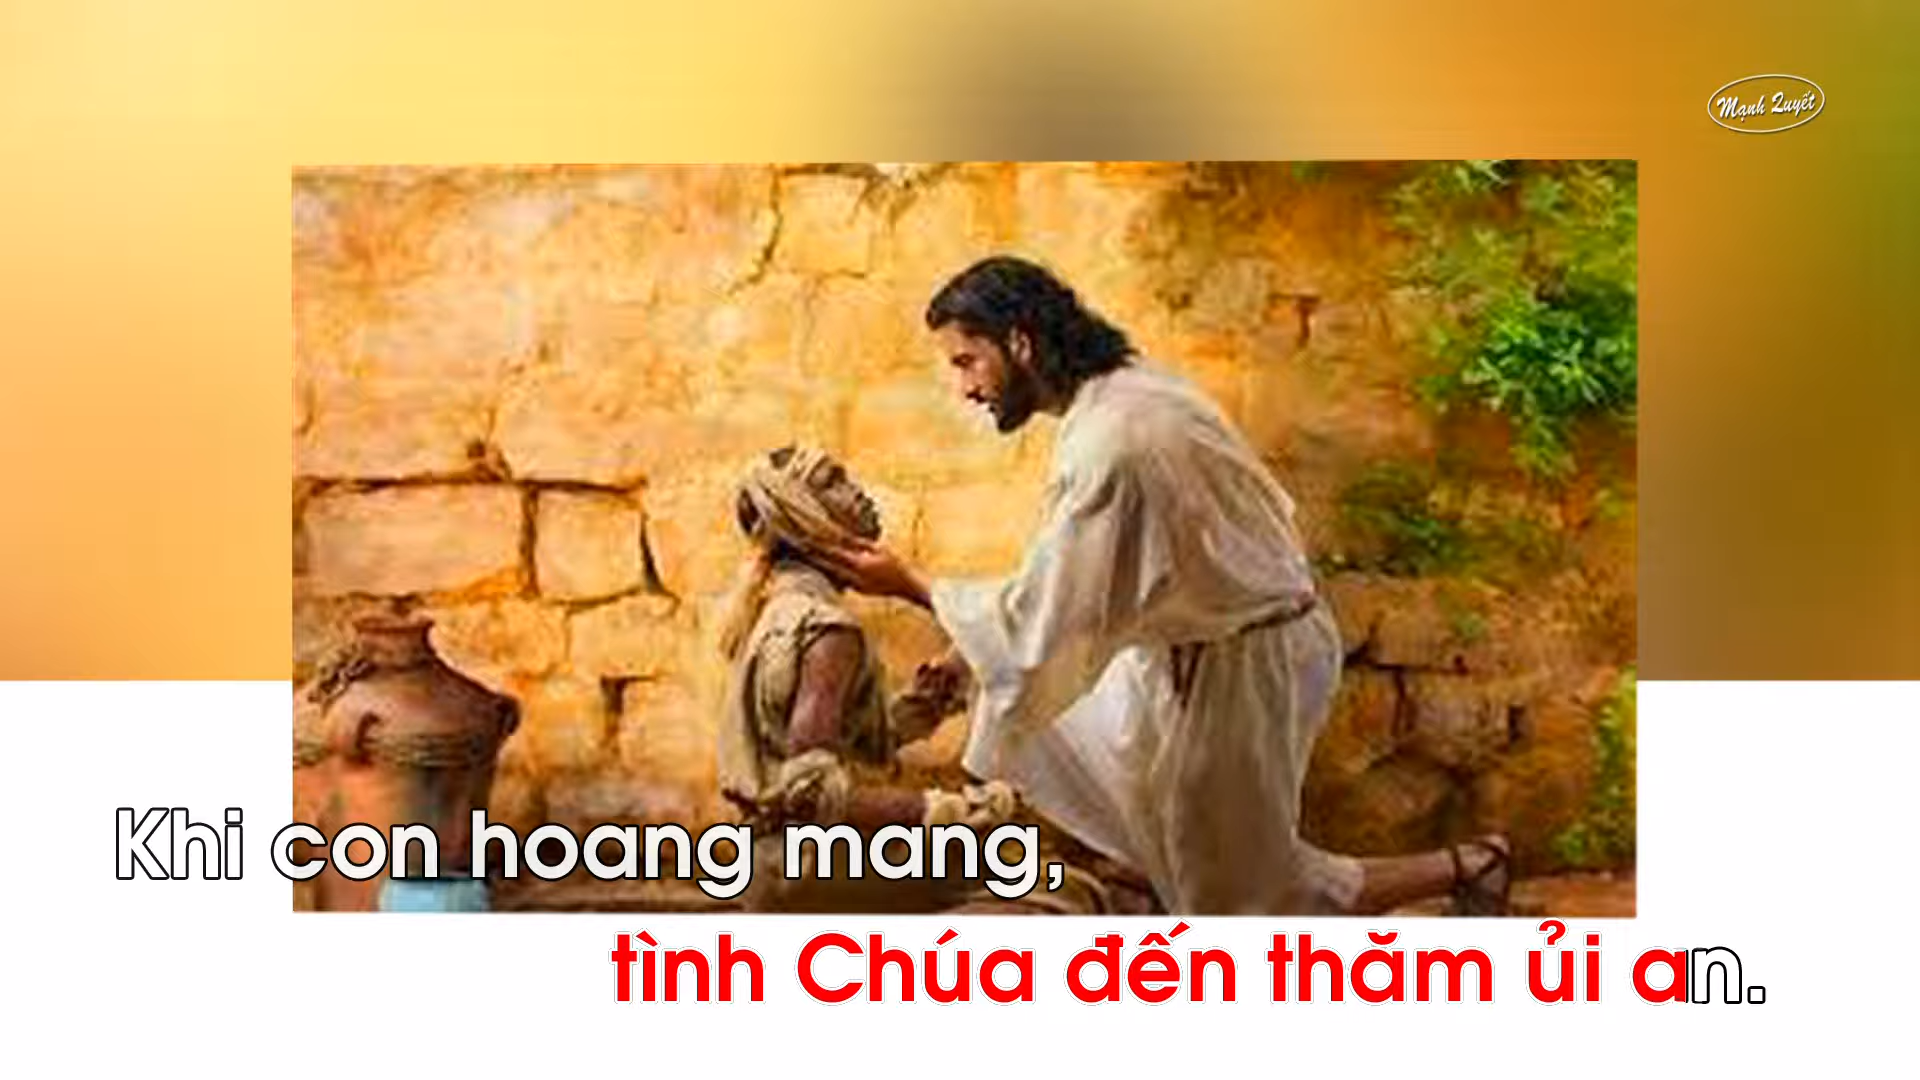 Mạnh Quyết
Khi con hoang mang,
tình Chúa đến thăm ủi an.